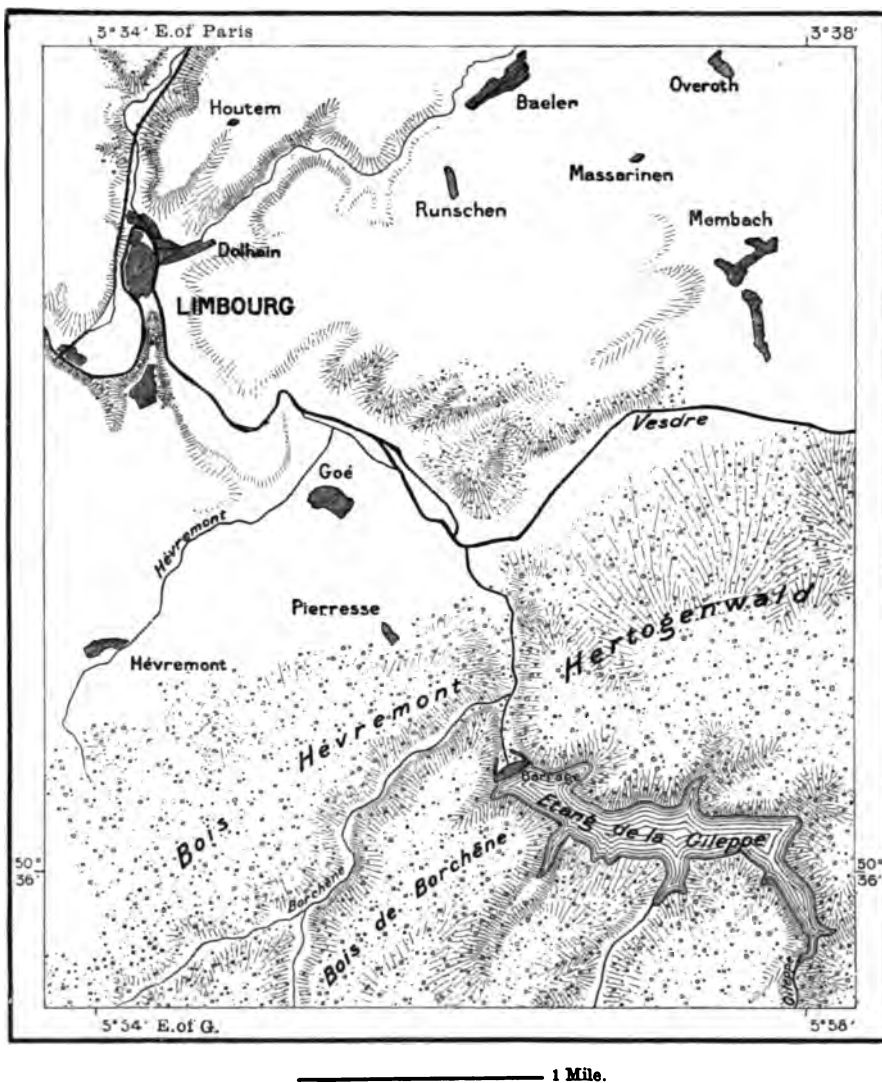 3°34′ E. of Paris
3°38′
Houtem
Baelen
Overoth
Massarinen
Runschen
Membach
Dolhain
LIMBOURG
Vesdre
Goé
Hévremont
Hertogenwald
Pierresse
Hévremont
Hévremont
Barrage
Etang de la Gileppe
Bois
Bois de Borchêne
Borchêne
50°
36′
50°
36′
Gileppe
5°54′ E. of G.
5°58′
1 Mile.